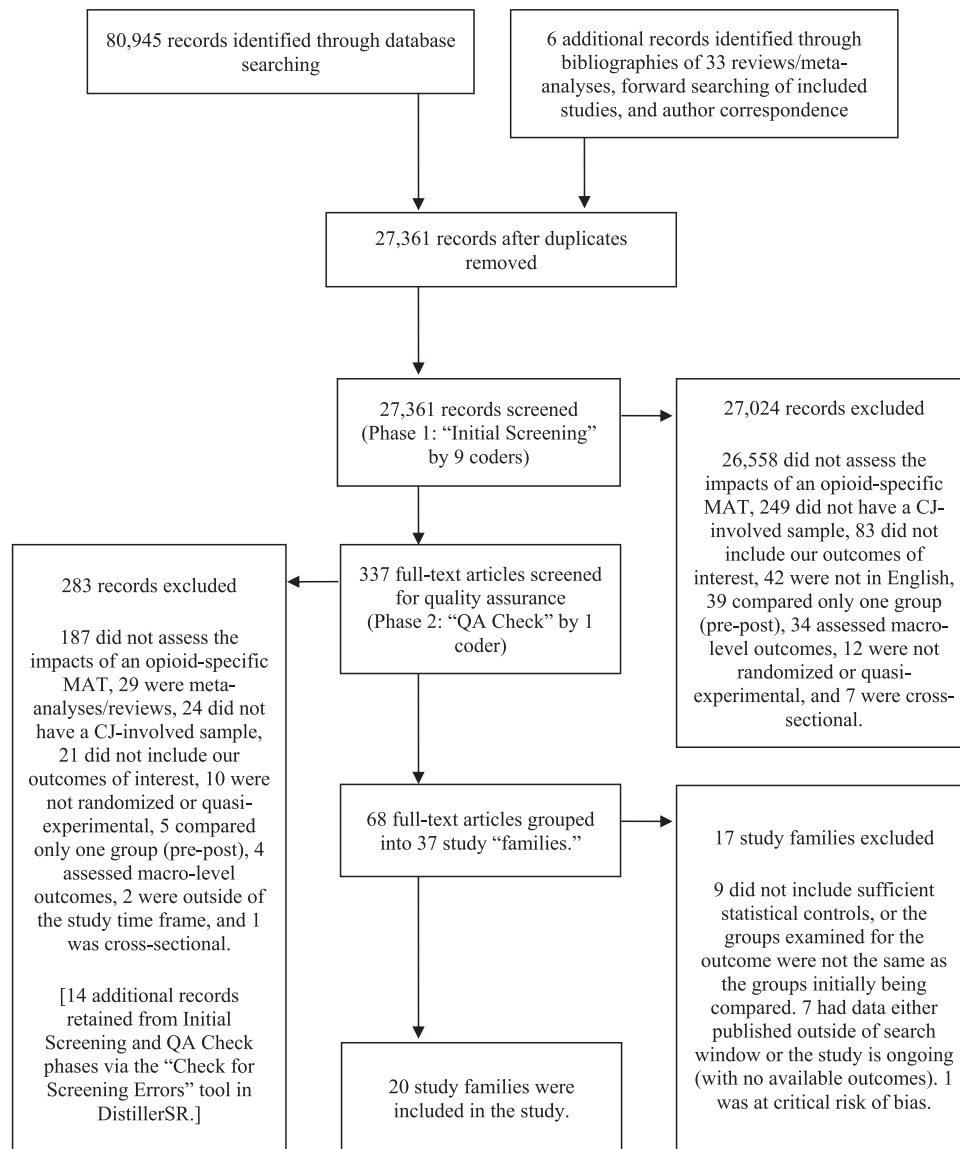 80,945 records identified through database
searching
6 additional records identified through
bibliographies of 33 reviews/meta-
analyses, forward searching of included
studies, and author correspondence
27,361 records after duplicates
removed
27,361 records screened
(Phase 1: “Initial Screening”
by 9 coders)
27,024 records excluded
26,558 did not assess the
impacts of an opioid-specific
MAT, 249 did not have a CJ-
involved sample, 83 did not
include our outcomes of
interest, 42 were not in English,
39 compared only one group
(pre-post), 34 assessed macro-
level outcomes, 12 were not
randomized or quasi-
experimental, and 7 were cross-
sectional.
337 full-text articles screened
for quality assurance
(Phase 2: “QA Check” by 1
coder)
283 records excluded
187 did not assess the
impacts of an opioid-specific
MAT, 29 were meta-
analyses/reviews, 24 did not
have a CJ-involved sample,
21 did not include our
outcomes of interest, 10 were
not randomized or quasi-
experimental, 5 compared
only one group (pre-post), 4
assessed macro-level
outcomes, 2 were outside of
the study time frame, and 1
was cross-sectional.
[14 additional records
retained from Initial
Screening and QA Check
phases via the “Check for
Screening Errors” tool in
DistillerSR.]
68 full-text articles grouped
into 37 study “families.”
17 study families excluded
9 did not include sufficient
statistical controls, or the
groups examined for the
outcome were not the same as
the groups initially being
compared. 7 had data either
published outside of search
window or the study is ongoing
(with no available outcomes). 1
was at critical risk of bias.
20 study families were
included in the study.